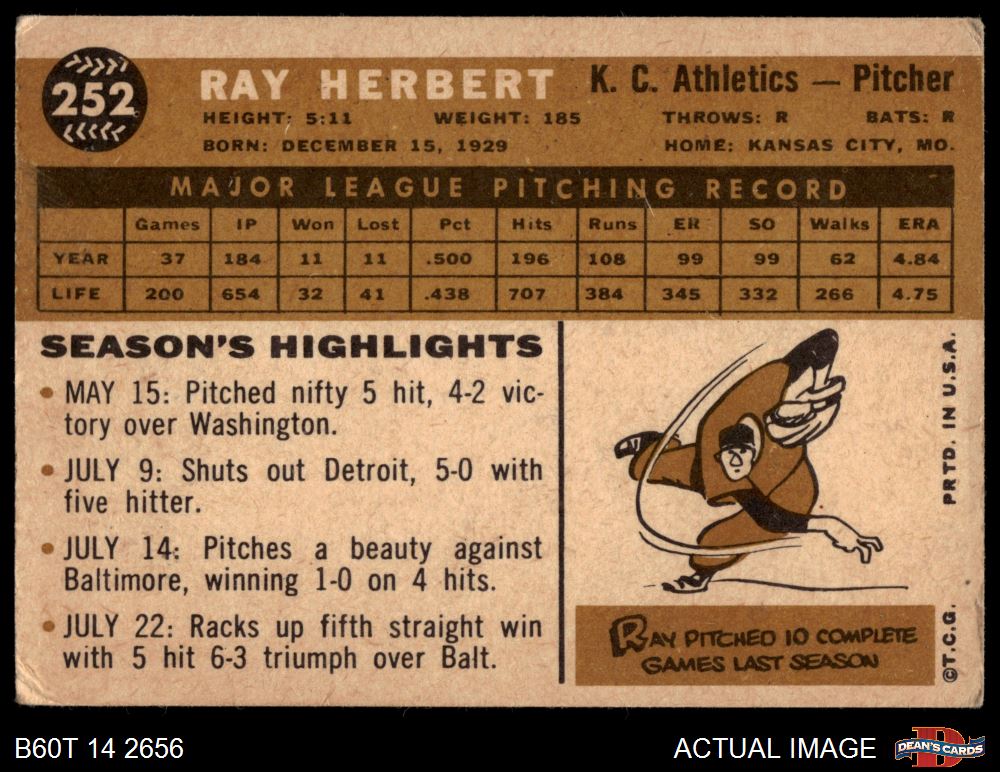 252
RAY HERBERT K. C. Athletics — Pitcher
HEIGHT: 5:11 WEIGHT: 185 THROWS: R BATS: R
BORN: DECEMBER 15, 1929 HOME: KANSAS CITY, MO.
MAJOR LEAGUE PITCHING RECORD
Games IP Won Lost Pct Hits Runs ER SO Walks ERA
YEAR 37 184 11 11 .500 196 108 99 99 62 4.84
LIFE 200 654 32 41 .438 707 384 345 332 266 4.75
SEASON'S HIGHLIGHTS
• MAY 15: Pitched nifty 5 hit, 4-2 vic-
tory over Washington.
• JULY 9: Shuts out Detroit, 5-0 with
five hitter.
• JULY 14: Pitches a beauty against
Baltimore, winning 1-0 on 4 hits.
• JULY 22: Racks up fifth straight win
with 5 hit 6-3 triumph over Balt.
RAY PITCHED 10 COMPLETE
GAMES LAST SEASON
©T.C.G. PRTD. IN U.S.A.
B60T 14 2656 ACTUAL IMAGE
D
DEAN'S CARDS